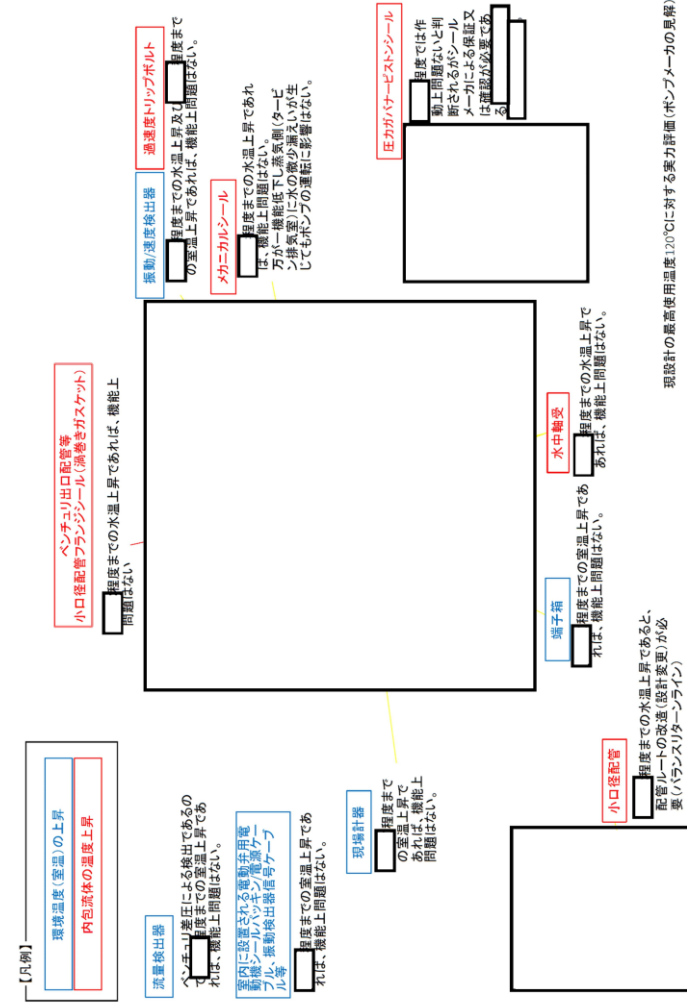 【凡例】
環境温度(室温)の上昇
内包流体の温度上昇
ベンチュリ出口配管等
小口径配管フランジシール(渦巻きガスケット)
程度までの水温上昇であれば、機能上
問題はない
振動/速度検出器
過速度トリップボルト
程度までの水温上昇及び
程度まで
の室温上昇であれば、機能上問題はない。
メカニカルシール
程度までの水温上昇であれ
ば、機能上問題はない。
万が一機能低下し蒸気側(タービ
ン排気室)に水の微少漏えいが生
じてもポンプの運転に影響はない。
流量検出器
ベンチュリ差圧による検出であるの
で
程度までの室温上昇であ
れば、機能上問題はない。
室内に設置される電動弁用電
動機シールパッキン/電源ケー
ブル、振動検出器信号ケーブ
ル等
程度までの室温上昇であ
れば、機能上問題はない。
現場計器
程度まで
の室温上昇で
あれば、機能上
問題はない。
圧力ガバナーピストンシール
程度では作
動上問題ないと判
断されるがシール
メーカによる保証又
は確認が必要であ
る
。
端子箱
程度までの室温上昇であ
れば、機能上問題はない。
水中軸受
程度までの水温上昇で
あれば、機能上問題はない。
小口径配管
程度までの水温上昇であると、
配管ルートの改造(設計変更)が必
要(バランスリターンライン)
現設計の最高使用温度120℃に対する実力評価(ポンプメーカの見解)